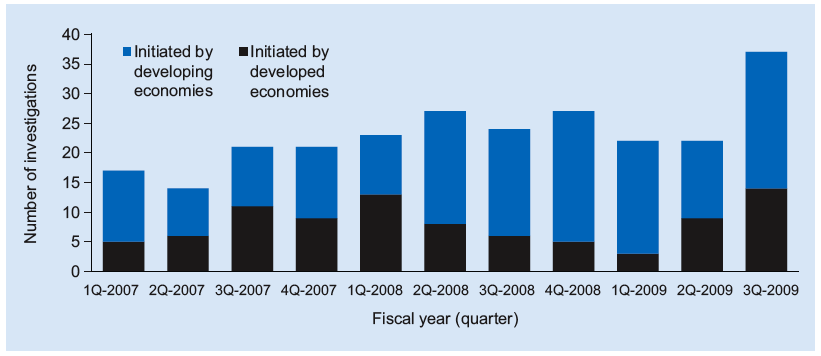 Number of investigations
40
35
30
25
20
15
10
5
0
Initiated by
developing
economies
Initiated by
developed
economies
1Q-2007 2Q-2007 3Q-2007 4Q-2007 1Q-2008 2Q-2008 3Q-2008 4Q-2008 1Q-2009 2Q-2009 3Q-2009
Fiscal year (quarter)